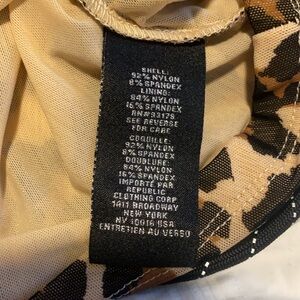 SHELL:
92% NYLON
8% SPANDEX
LINING:
84% NYLON
16% SPANDEX
RN#93178
SEE REVERSE
FOR CARE
COQUILLE:
92% NYLON
8% SPANDEX
DOUBLURE:
84% NYLON
16% SPANDEX
IMPORTÉ PAR
REPUBLIC
CLOTHING CORP
1411 BROADWAY
NEW YORK
NY 10018 USA
ENTRETIEN AU VERSO